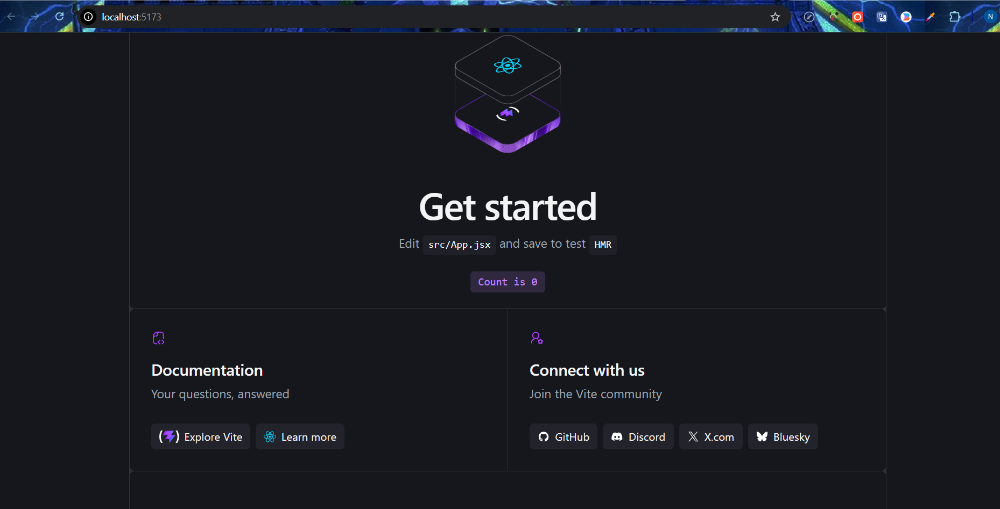 localhost:5173
N
Get started
Edit src/App.jsx and save to test HMR
Count is 0
Documentation
Your questions, answered
Explore Vite
Learn more
Connect with us
Join the Vite community
GitHub
Discord
X.com
Bluesky